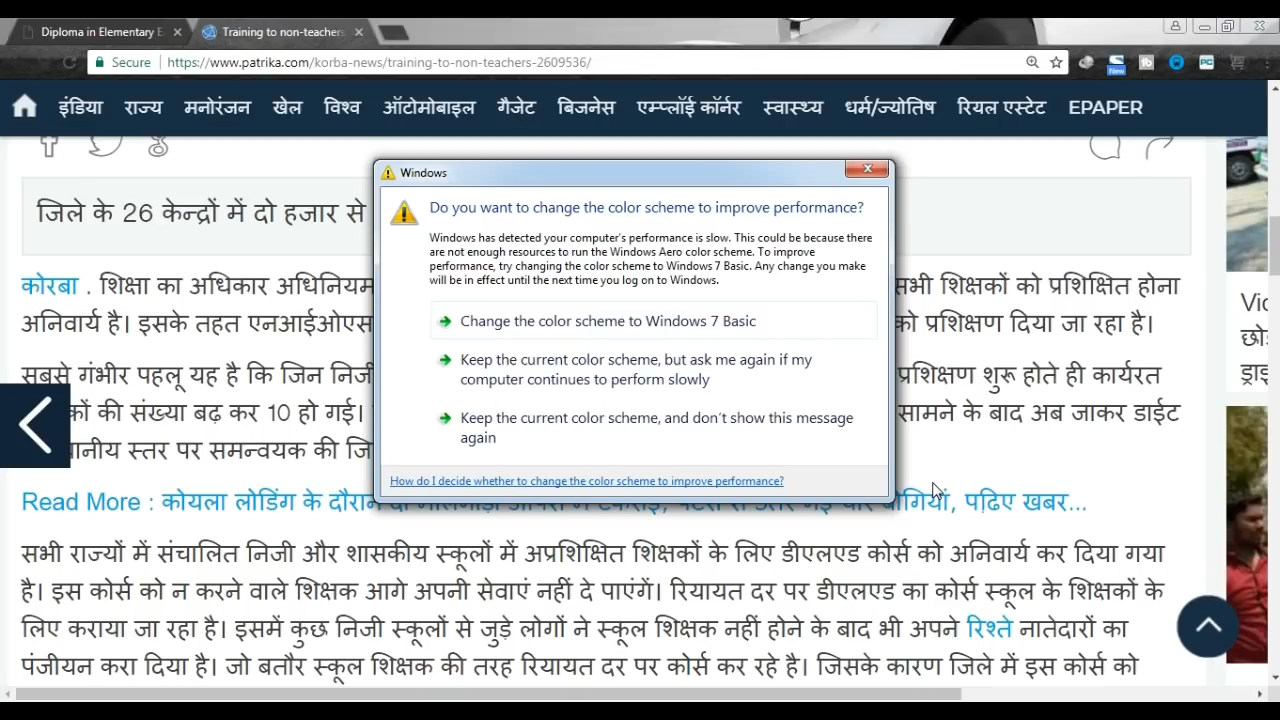 Diploma in Elementary E
Training to non-teachers
Secure
https://www.patrika.com/korba-news/training-to-non-teachers-2609536/
New
PC
इंडिया राज्य मनोरंजन खेल विश्व ऑटोमोबाइल गैजेट बिजनेस एम्प्लॉई कॉर्नर स्वास्थ्य धर्म/ज्योतिष रियल एस्टेट EPAPER
Windows
Do you want to change the color scheme to improve performance?
Windows has detected your computer's performance is slow. This could be because there
are not enough resources to run the Windows Aero color scheme. To improve
performance, try changing the color scheme to Windows 7 Basic. Any change you make
will be in effect until the next time you log on to Windows.
Change the color scheme to Windows 7 Basic
Keep the current color scheme, but ask me again if my
computer continues to perform slowly
Keep the current color scheme, and don't show this message
again
How do I decide whether to change the color scheme to improve performance?
जिले के 26 केन्द्रों में दो हजार से
कोरबा . शिक्षा का अधिकार अधिनियम सभी शिक्षकों को प्रशिक्षित होना
अनिवार्य है। इसके तहत एनआईओएस को प्रशिक्षण दिया जा रहा है।
सबसे गंभीर पहलू यह है कि जिन निजी प्रशिक्षण शुरू होते ही कार्यरत
की संख्या बढ़ कर 10 हो गई। सामने के बाद अब जाकर डाईट
स्तर पर समन्वयक की
Read More : कोयला लोडिंग के दौरान पढ़िए खबर...
सभी राज्यों में संचालित निजी और शासकीय स्कूलों में अप्रशिक्षित शिक्षकों के लिए डीएलएड कोर्स को अनिवार्य कर दिया गया
है। इस कोर्स को न करने वाले शिक्षक आगे अपनी सेवाएं नहीं दे पाएंगें। रियायत दर पर डीएलएड का कोर्स स्कूल के शिक्षकों के
लिए कराया जा रहा है। इसमें कुछ निजी स्कूलों से जुड़े लोगों ने स्कूल शिक्षक नहीं होने के बाद भी अपने रिश्ते नातेदारों का
पंजीयन करा दिया है। जो बतौर स्कूल शिक्षक की तरह रियायत दर पर कोर्स कर रहे है। जिसके कारण जिले में इस कोर्स को
Vic